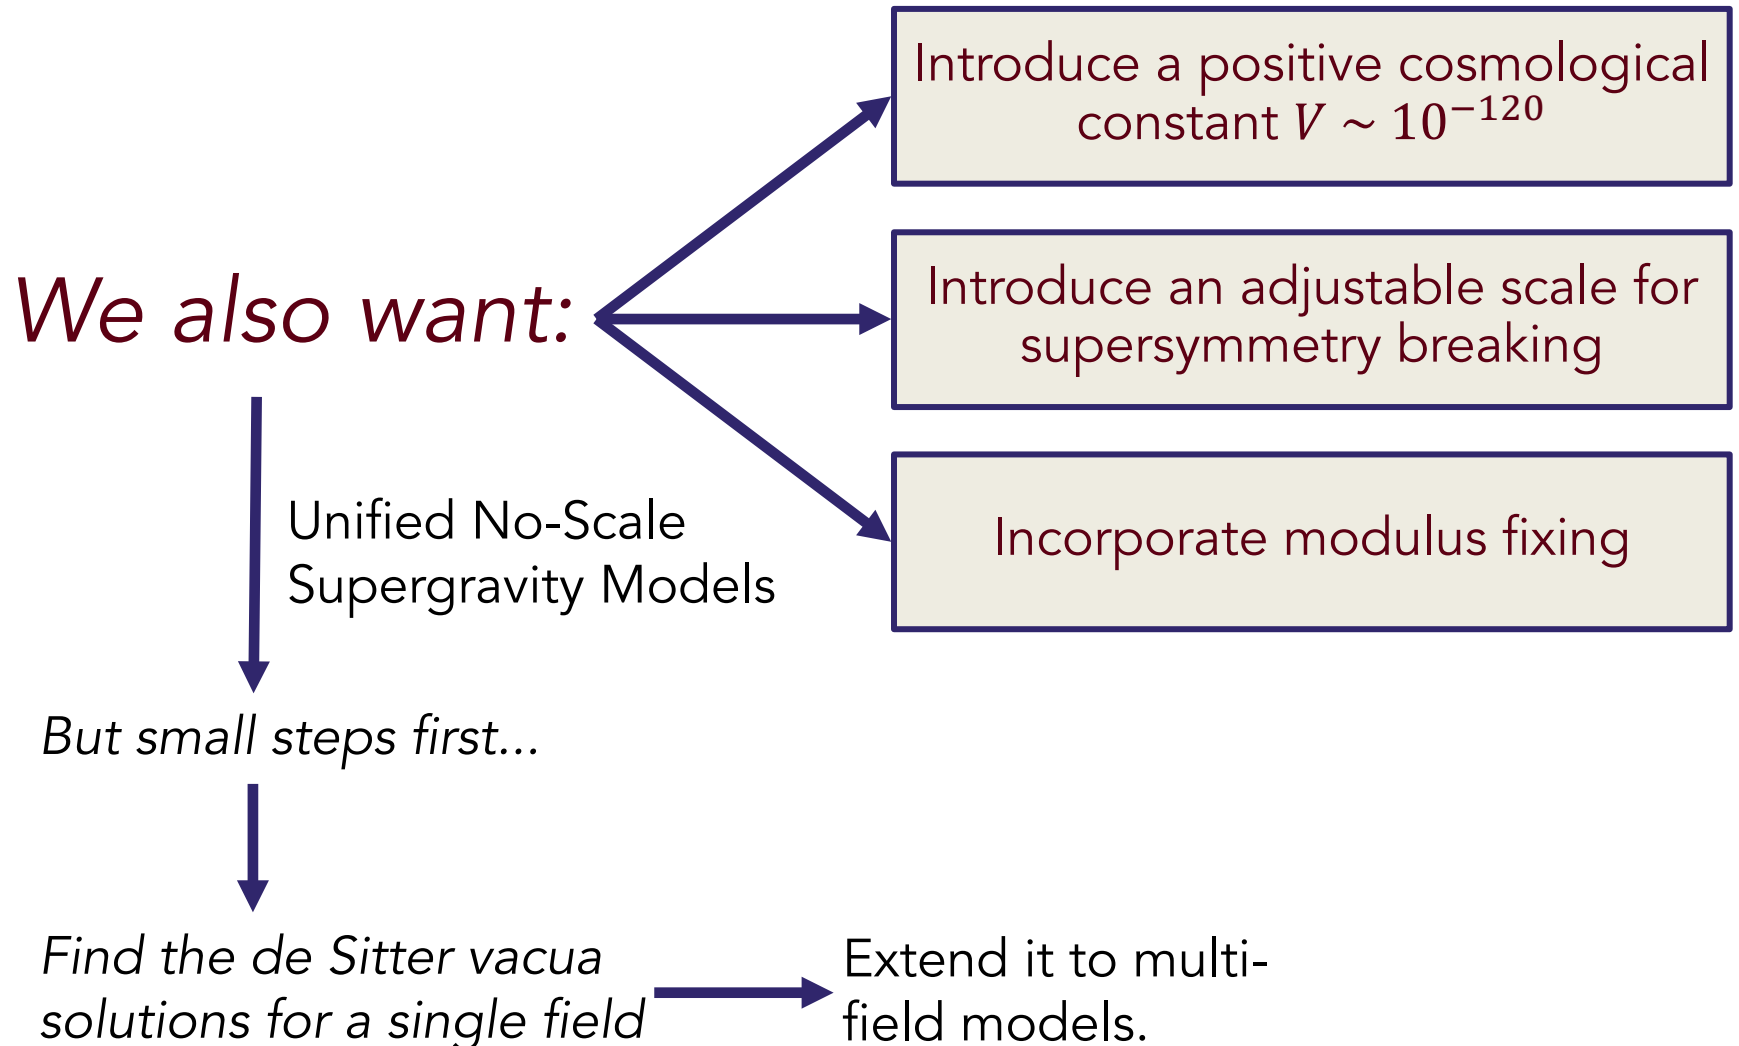 Introduce a positive cosmological
constant V ~ 10⁻¹²⁰
We also want:
Introduce an adjustable scale for
supersymmetry breaking
Incorporate modulus fixing
Unified No-Scale
Supergravity Models
But small steps first...
Find the de Sitter vacua
solutions for a single field
Extend it to multi-
field models.